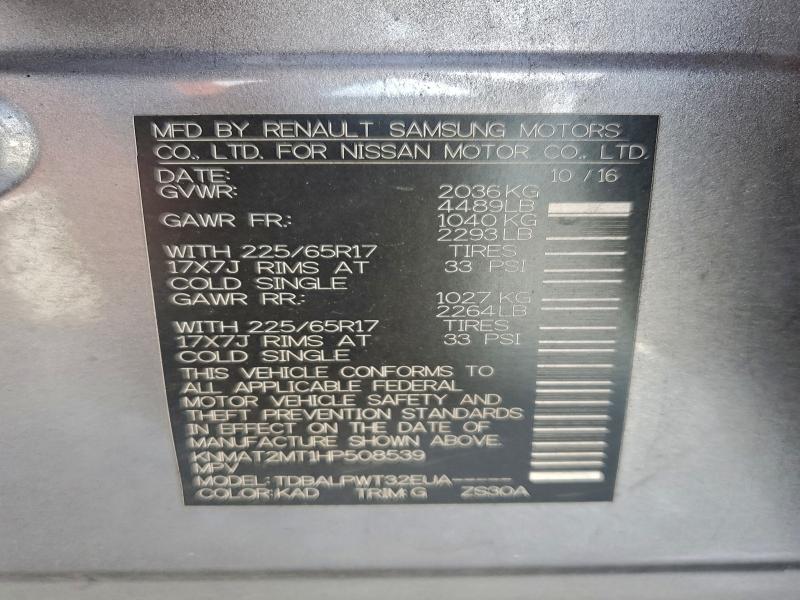 MFD BY RENAULT SAMSUNG MOTORS
CO., LTD. FOR NISSAN MOTOR CO., LTD.
DATE: 10 / 16
GVWR: 2036 KG
4489 LB
GAWR FR.: 1040 KG
2293 LB
WITH 225/65R17 TIRES
17X7J RIMS AT 33 PSI
COLD SINGLE
GAWR RR.: 1027 KG
2264 LB
WITH 225/65R17 TIRES
17X7J RIMS AT 33 PSI
COLD SINGLE
THIS VEHICLE CONFORMS TO
ALL APPLICABLE FEDERAL
MOTOR VEHICLE SAFETY AND
THEFT PREVENTION STANDARDS
IN EFFECT ON THE DATE OF
MANUFACTURE SHOWN ABOVE.
KNMAT2MT1HP508539
MPV
MODEL: TDBALPWT32EUA-----
COLOR: KAD TRIM: G ZS30A